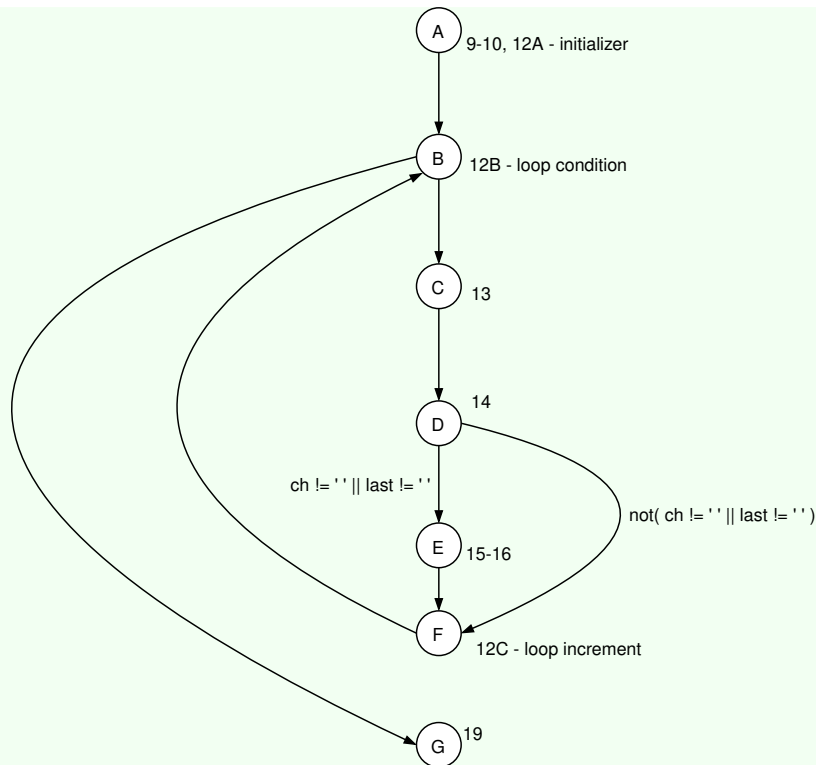 A
9-10, 12A - initializer
B
12B - loop condition
C
13
14
D
ch != ' ' || last != ' '
not( ch != ' ' || last != ' ' )
E
15-16
F
12C - loop increment
19
G